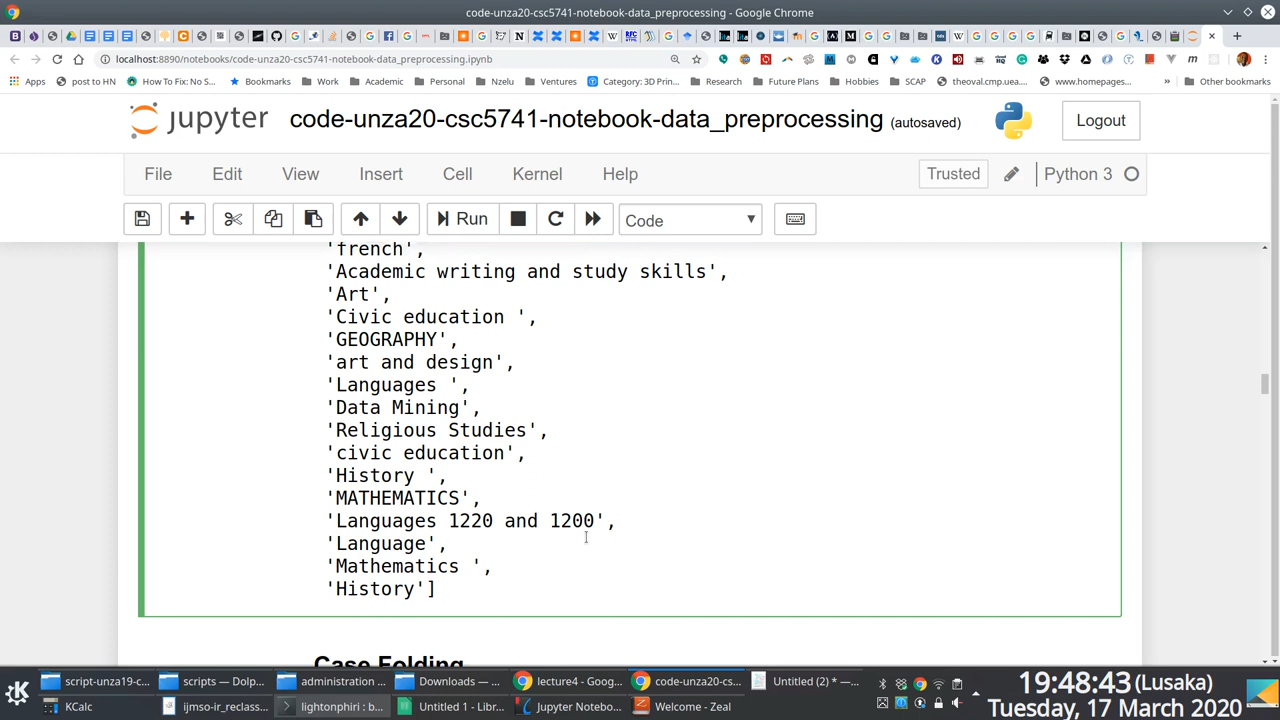 code-unza20-csc5741-notebook-data_preprocessing - Google Chrome
localhost:8890/notebooks/code-unza20-csc5741-notebook-data_preprocessing.ipynb
Apps post to HN How To Fix: No S... Bookmarks Work Academic Personal Nzelu Ventures Category: 3D Prin... Research Future Plans Hobbies SCAP theoval.cmp.uea.... www.homepages... » Other bookmarks
jupyter code-unza20-csc5741-notebook-data_preprocessing (autosaved) Logout
File Edit View Insert Cell Kernel Help Trusted Python 3
Run Code
'french',
'Academic writing and study skills',
'Art',
'Civic education ',
'GEOGRAPHY',
'art and design',
'Languages ',
'Data Mining',
'Religious Studies',
'civic education',
'History ',
'MATHEMATICS',
'Languages 1220 and 1200',
'Language',
'Mathematics ',
'History']
Case Folding
script-unza19-c... scripts — Dolp... administration ... Downloads — ... lecture4 - Goog... code-unza20-cs... Untitled (2) * —...
KCalc ijmso-ir_reclass... lightonphiri : b... Untitled 1 - Libr... Jupyter Notebo... Welcome - Zeal
19:48:43 (Lusaka)
Tuesday, 17 March 2020